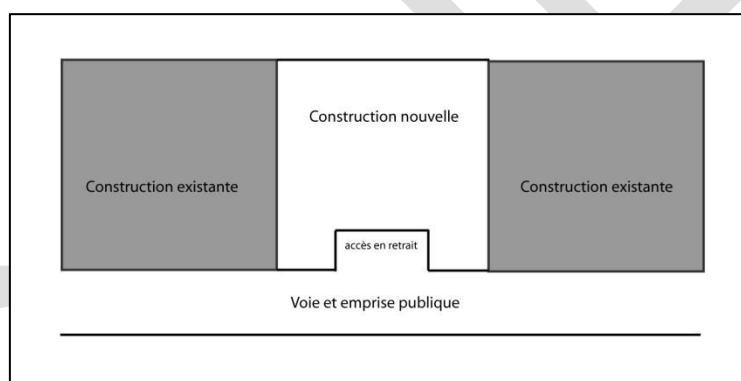 Construction nouvelle
Construction existante
Construction existante
accès en retrait
Voie et emprise publique